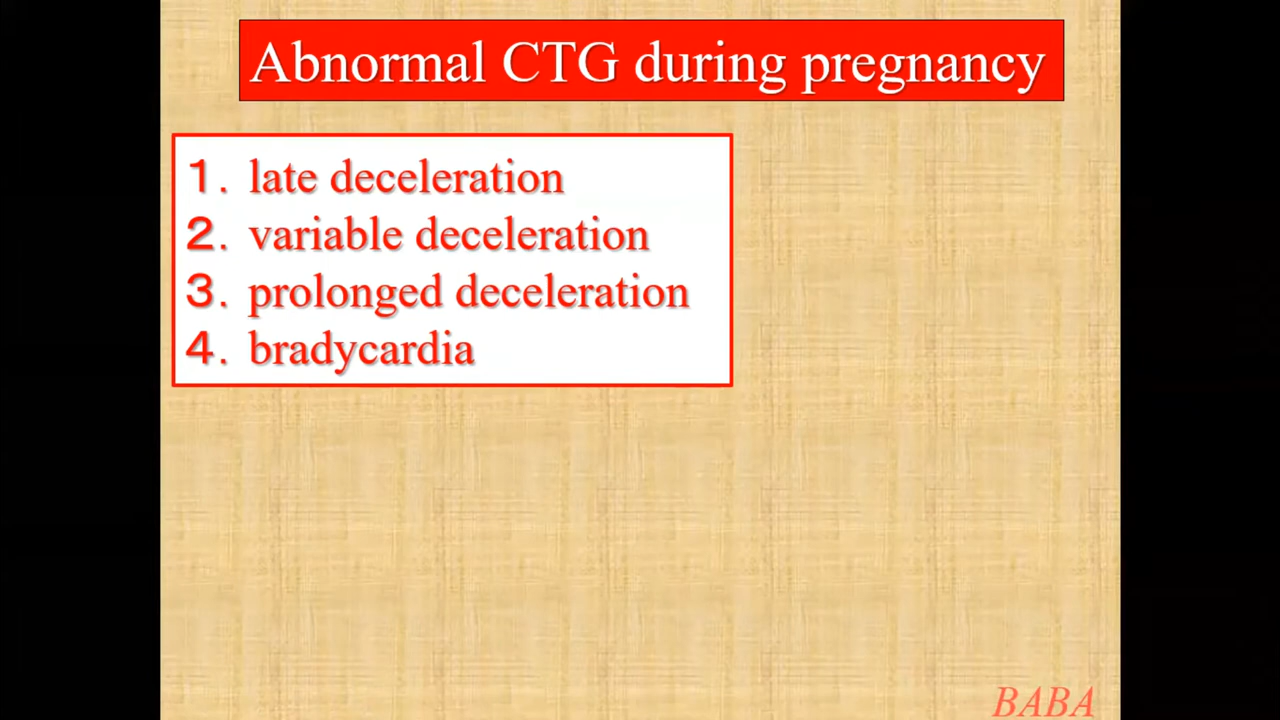 Abnormal CTG during pregnancy
１. late deceleration
２. variable deceleration
３. prolonged deceleration
４. bradycardia
BABA